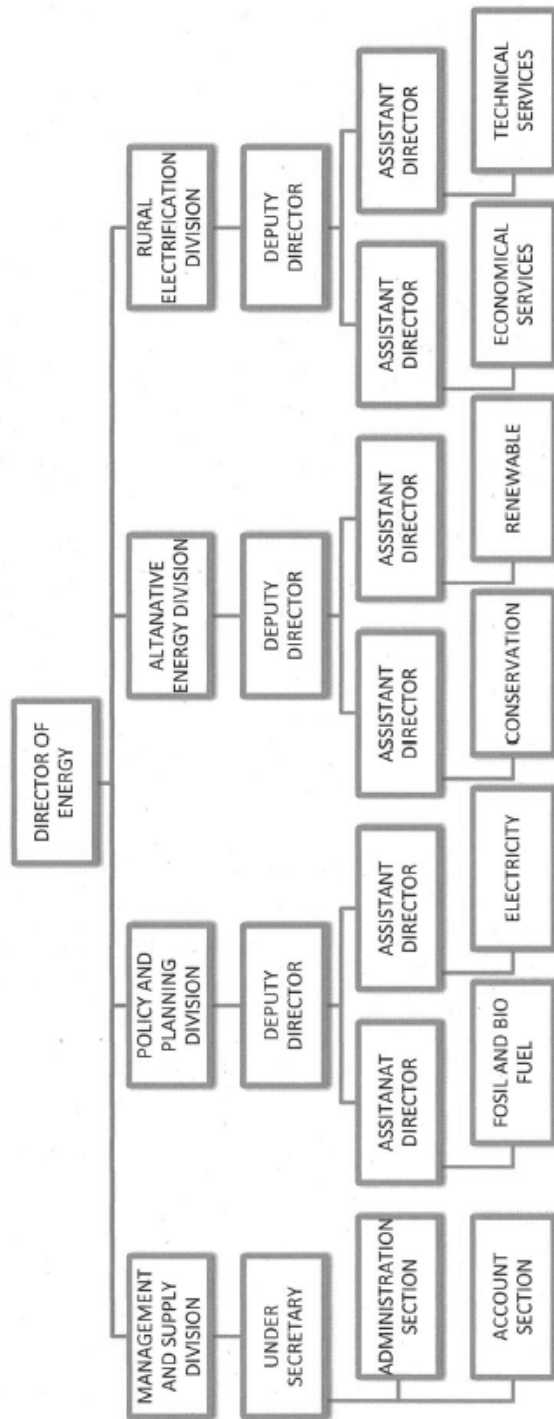 DIRECTOR OF
ENERGY
MANAGEMENT
AND SUPPLY
DIVISION
POLICY AND
PLANNING
DIVISION
ALTANATIVE
ENERGY DIVISION
RURAL
ELECTRIFICATION
DIVISION
UNDER
SECRETARY
DEPUTY
DIRECTOR
DEPUTY
DIRECTOR
DEPUTY
DIRECTOR
ADMINISTRATION
SECTION
ASSITANAT
DIRECTOR
ASSISTANT
DIRECTOR
ASSISTANT
DIRECTOR
ASSISTANT
DIRECTOR
ASSISTANT
DIRECTOR
ASSISTANT
DIRECTOR
ACCOUNT
SECTION
FOSIL AND BIO
FUEL
ELECTRICITY
CONSERVATION
RENEWABLE
ECONOMICAL
SERVICES
TECHNICAL
SERVICES